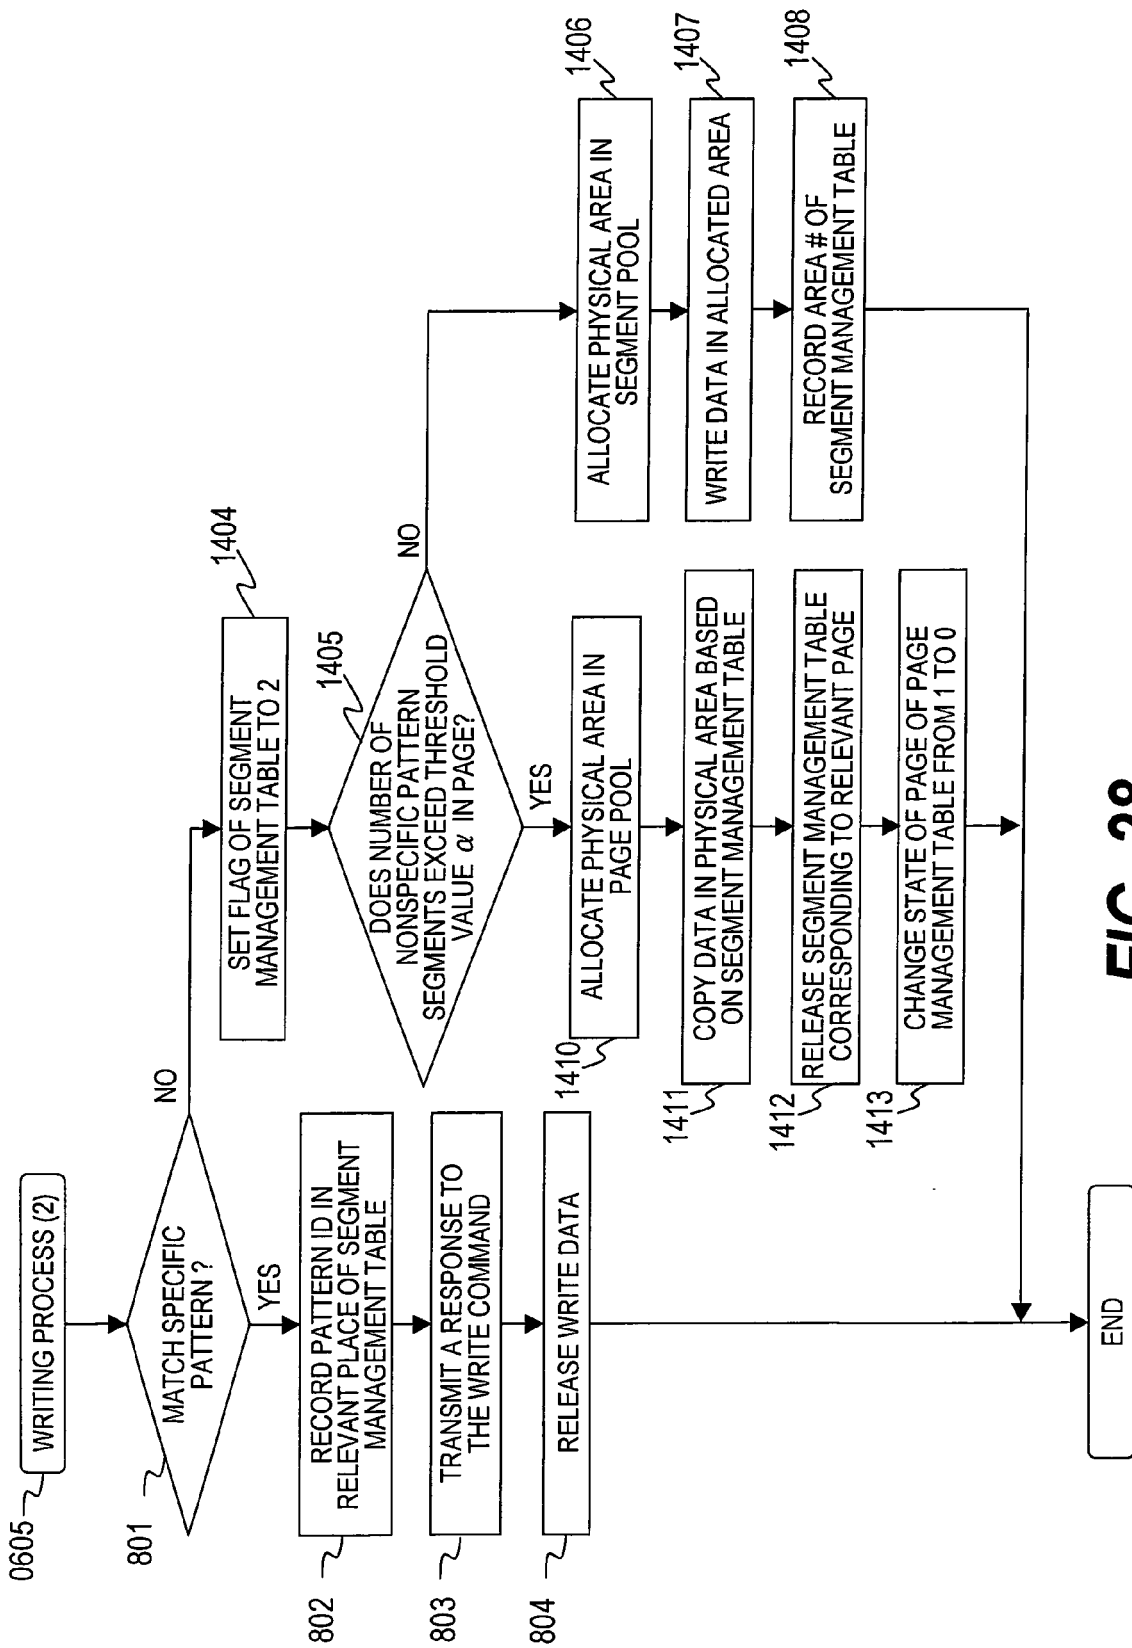 0605
WRITING PROCESS (2)
801
MATCH SPECIFIC
PATTERN ?
NO
YES
802
RECORD PATTERN ID IN
RELEVANT PLACE OF SEGMENT
MANAGEMENT TABLE
803
TRANSMIT A RESPONSE TO
THE WRITE COMMAND
804
RELEASE WRITE DATA
1404
SET FLAG OF SEGMENT
MANAGEMENT TABLE TO 2
1405
DOES NUMBER OF
NONSPECIFIC PATTERN
SEGMENTS EXCEED THRESHOLD
VALUE α IN PAGE?
NO
YES
1410
ALLOCATE PHYSICAL AREA IN
PAGE POOL
1411
COPY DATA IN PHYSICAL AREA BASED
ON SEGMENT MANAGEMENT TABLE
1412
RELEASE SEGMENT MANAGEMENT TABLE
CORRESPONDING TO RELEVANT PAGE
1413
CHANGE STATE OF PAGE OF PAGE
MANAGEMENT TABLE FROM 1 TO 0
1406
ALLOCATE PHYSICAL AREA IN
SEGMENT POOL
1407
WRITE DATA IN ALLOCATED AREA
1408
RECORD AREA # OF
SEGMENT MANAGEMENT TABLE
END